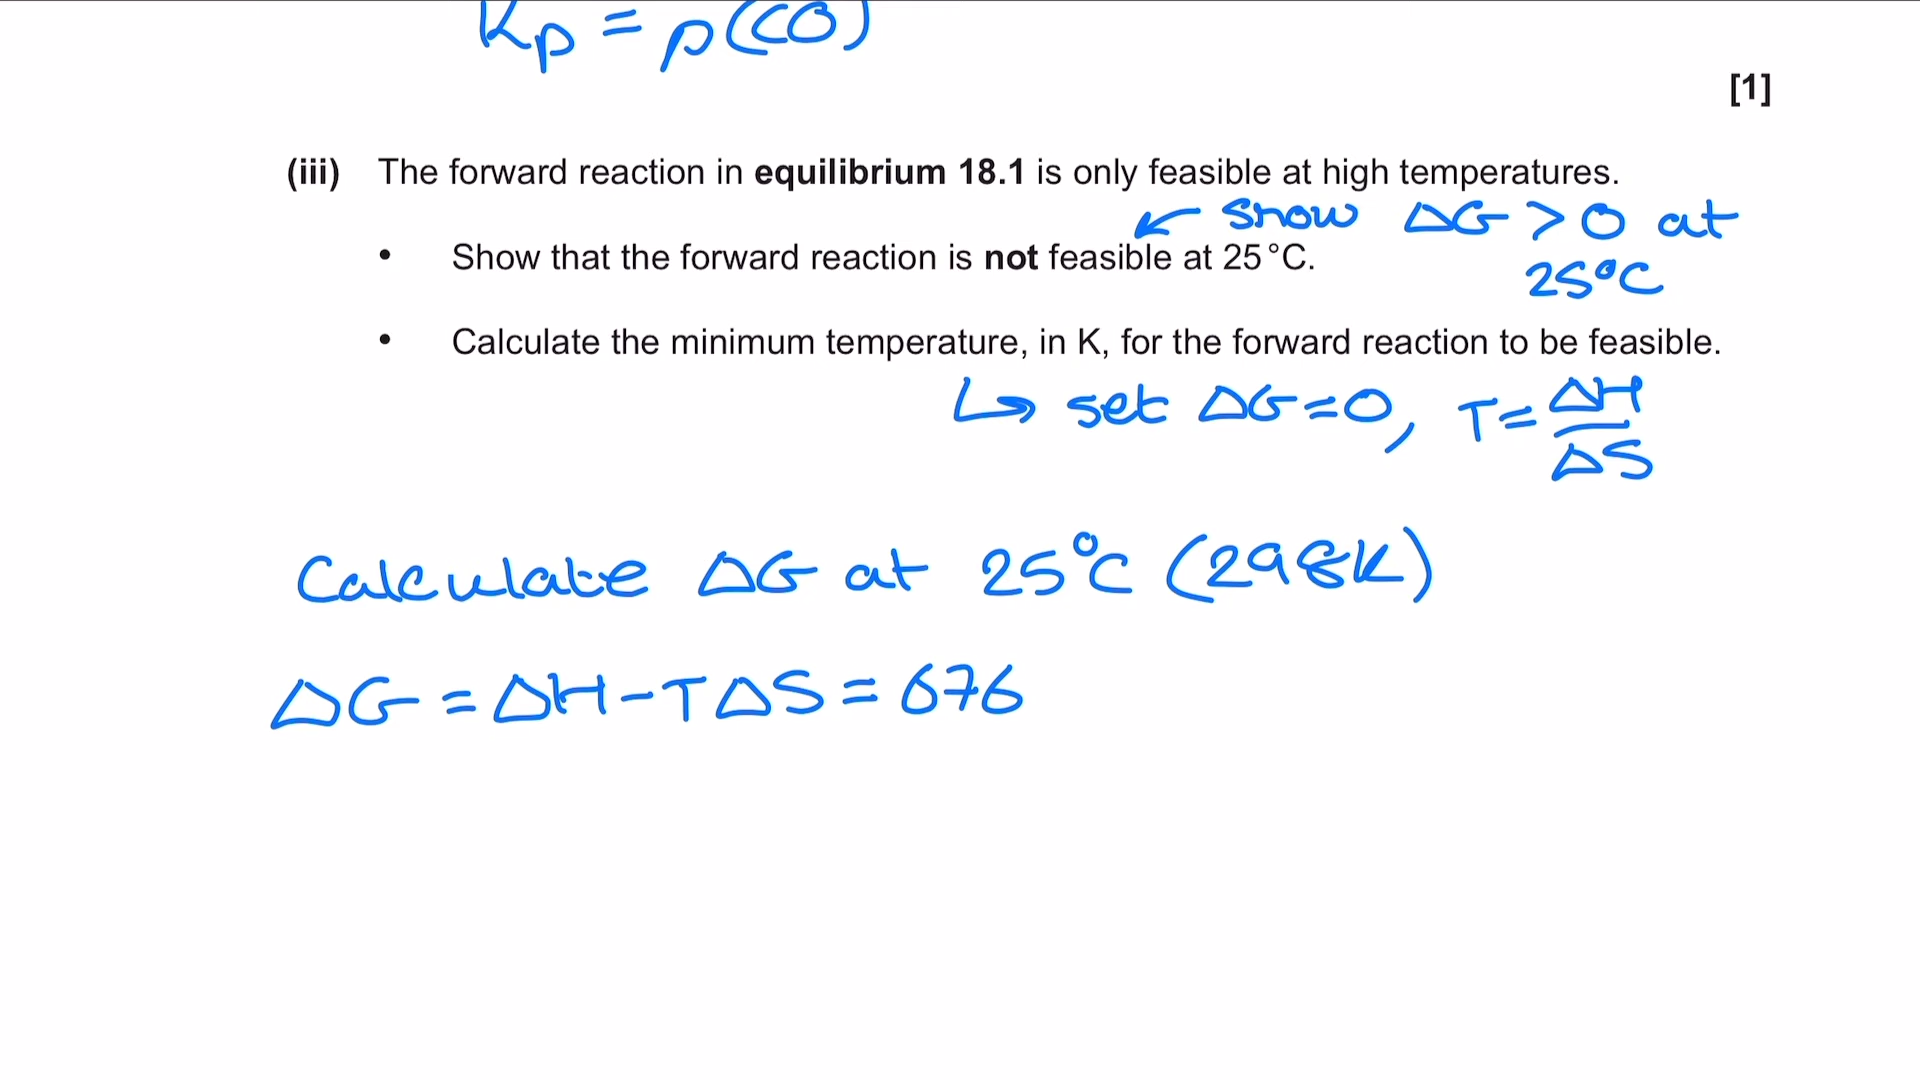 Kp = p(CO)
[1]
(iii) The forward reaction in equilibrium 18.1 is only feasible at high temperatures.
show ΔG > 0 at
• Show that the forward reaction is not feasible at 25 °C.
25°C
• Calculate the minimum temperature, in K, for the forward reaction to be feasible.
↳ set ΔG = 0, T = ΔH/ΔS
Calculate ΔG at 25°C (298K)
ΔG = ΔH - TΔS = 676